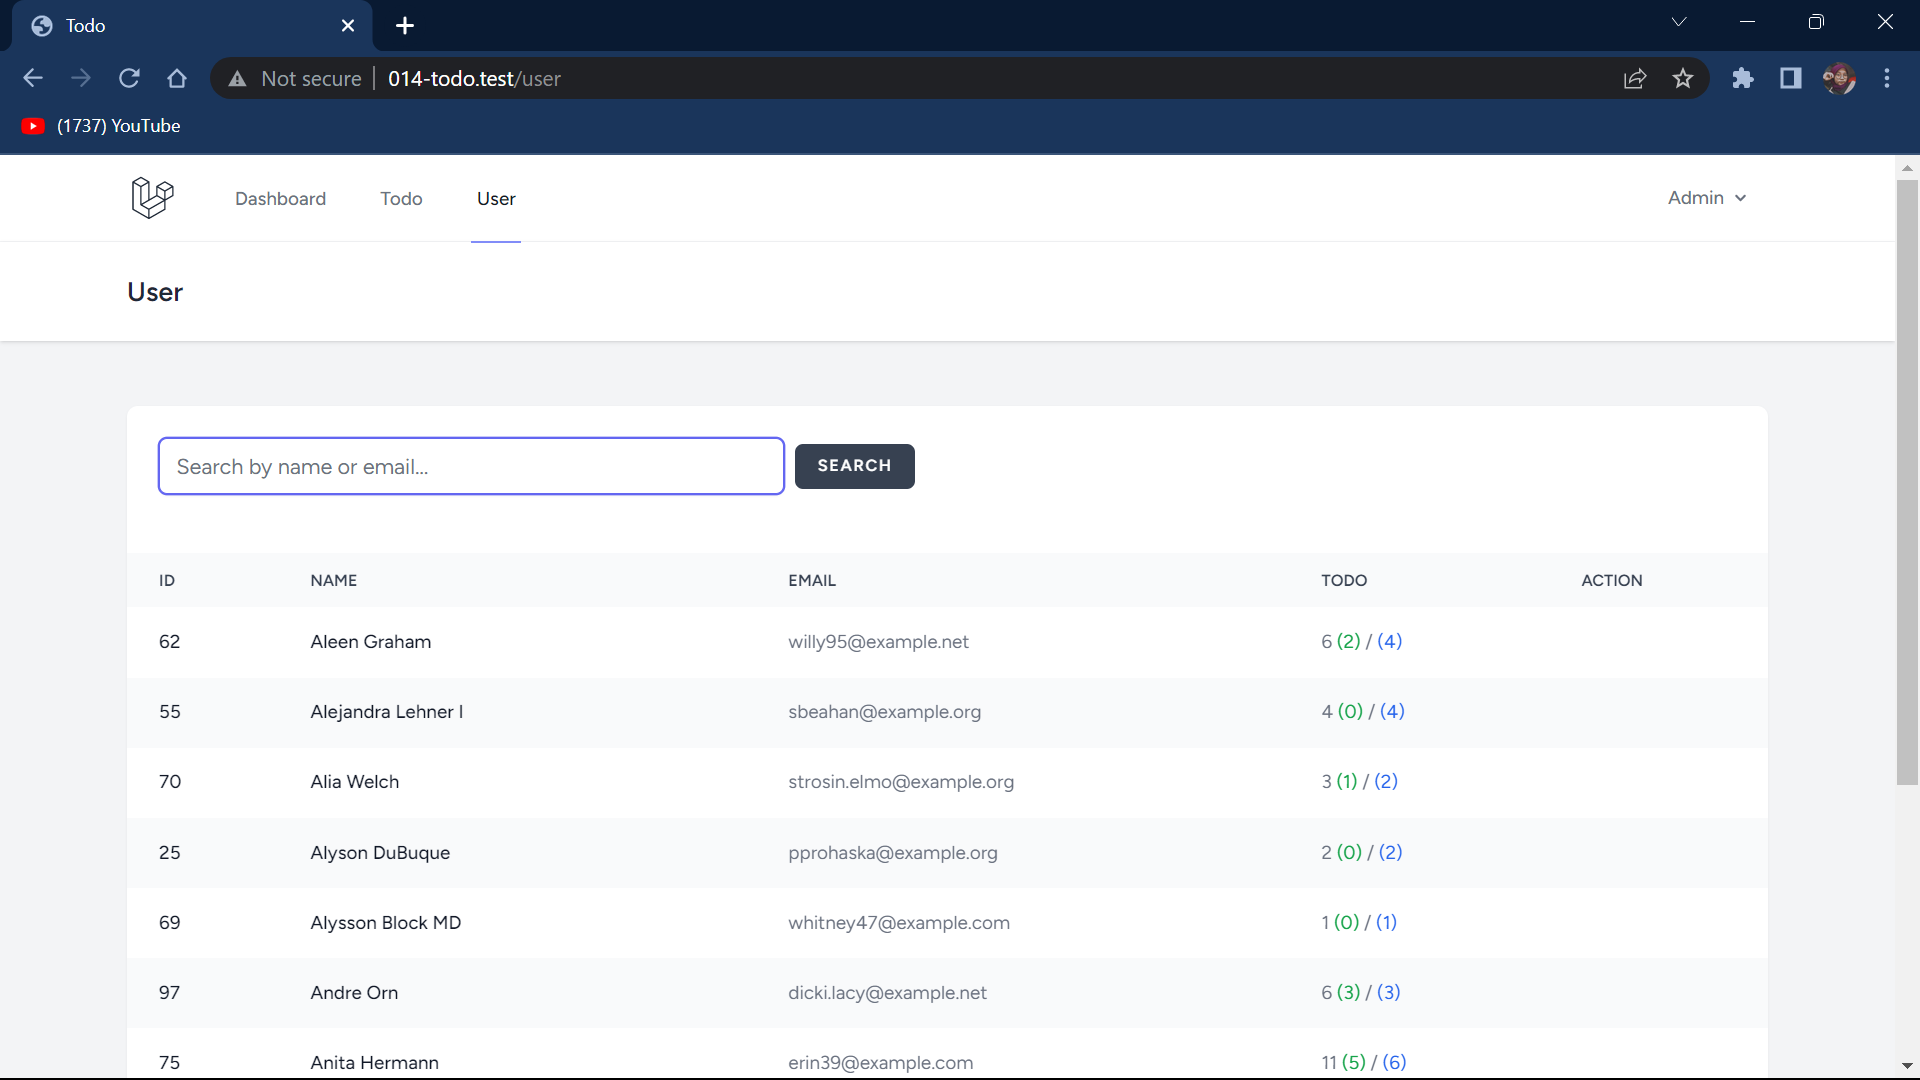 Todo
Not secure | 014-todo.test/user
(1737) YouTube
Dashboard Todo User Admin
User
Search by name or email... SEARCH
ID NAME EMAIL TODO ACTION
62 Aleen Graham willy95@example.net 6 (2) / (4)
55 Alejandra Lehner I sbeahan@example.org 4 (0) / (4)
70 Alia Welch strosin.elmo@example.org 3 (1) / (2)
25 Alyson DuBuque pprohaska@example.org 2 (0) / (2)
69 Alysson Block MD whitney47@example.com 1 (0) / (1)
97 Andre Orn dicki.lacy@example.net 6 (3) / (3)
75 Anita Hermann erin39@example.com 11 (5) / (6)